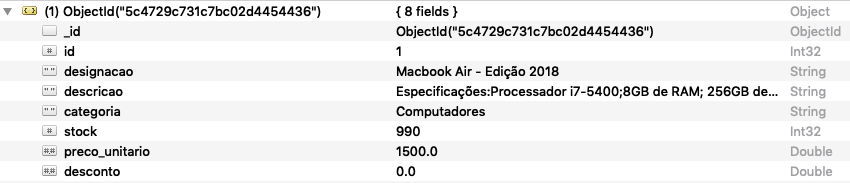 (1) ObjectId("5c4729c731c7bc02d4454436") { 8 fields } Object
_id ObjectId("5c4729c731c7bc02d4454436") ObjectId
# id 1 Int32
" " designacao Macbook Air - Edição 2018 String
" " descricao Especificações:Processador i7-5400;8GB de RAM; 256GB de... String
" " categoria Computadores String
# stock 990 Int32
#.# preco_unitario 1500.0 Double
#.# desconto 0.0 Double